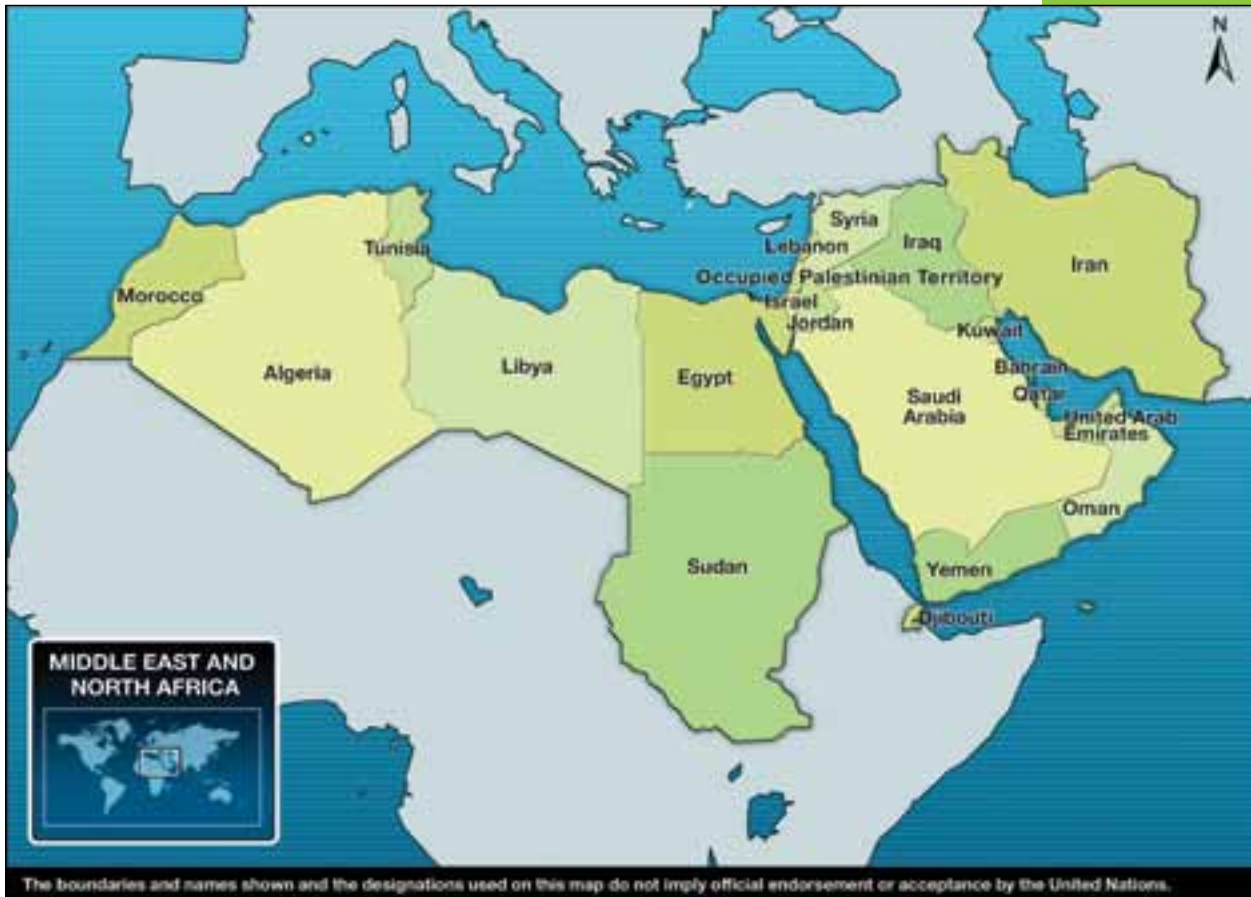 N
Syria
Lebanon
Iraq
Iran
Tunisia
Occupied Palestinian Territory
Morocco
Israel
Jordan
Kuwait
Algeria
Libya
Egypt
Bahrain
Qatar
Saudi
Arabia
United Arab
Emirates
Oman
Sudan
Yemen
Djibouti
MIDDLE EAST AND
NORTH AFRICA
The boundaries and names shown and the designations used on this map do not imply official endorsement or acceptance by the United Nations.